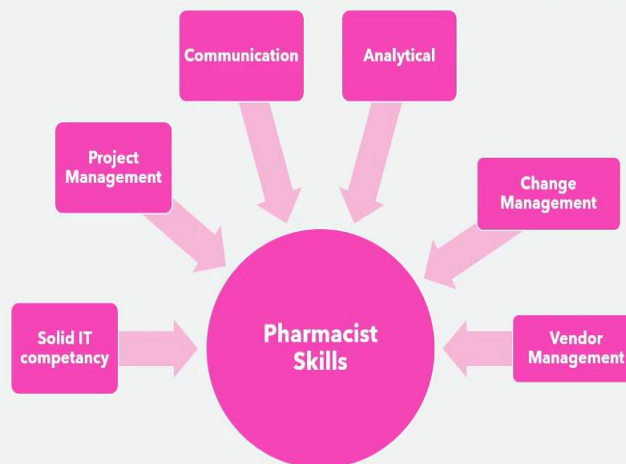 Communication
Analytical
Project
Management
Change
Management
Solid IT
competancy
Pharmacist
Skills
Vendor
Management